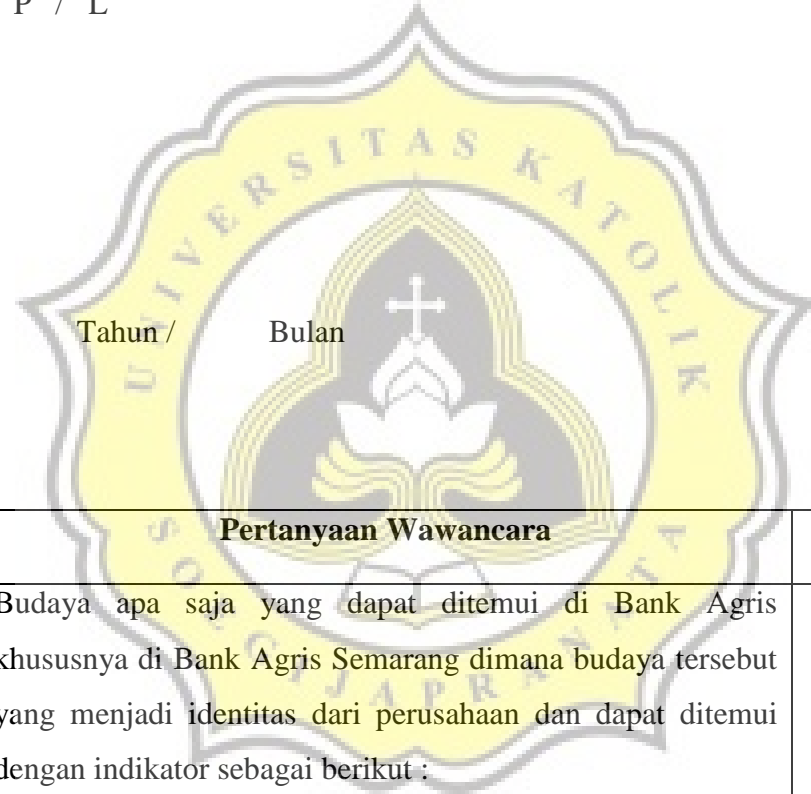 P / L
UNIVERSITAS KATOLIK
Tahun / Bulan
Pertanyaan Wawancara
Budaya apa saja yang dapat ditemui di Bank Agris
khususnya di Bank Agris Semarang dimana budaya tersebut
yang menjadi identitas dari perusahaan dan dapat ditemui
dengan indikator sebagai berikut :
SOEGIJAPRANATA